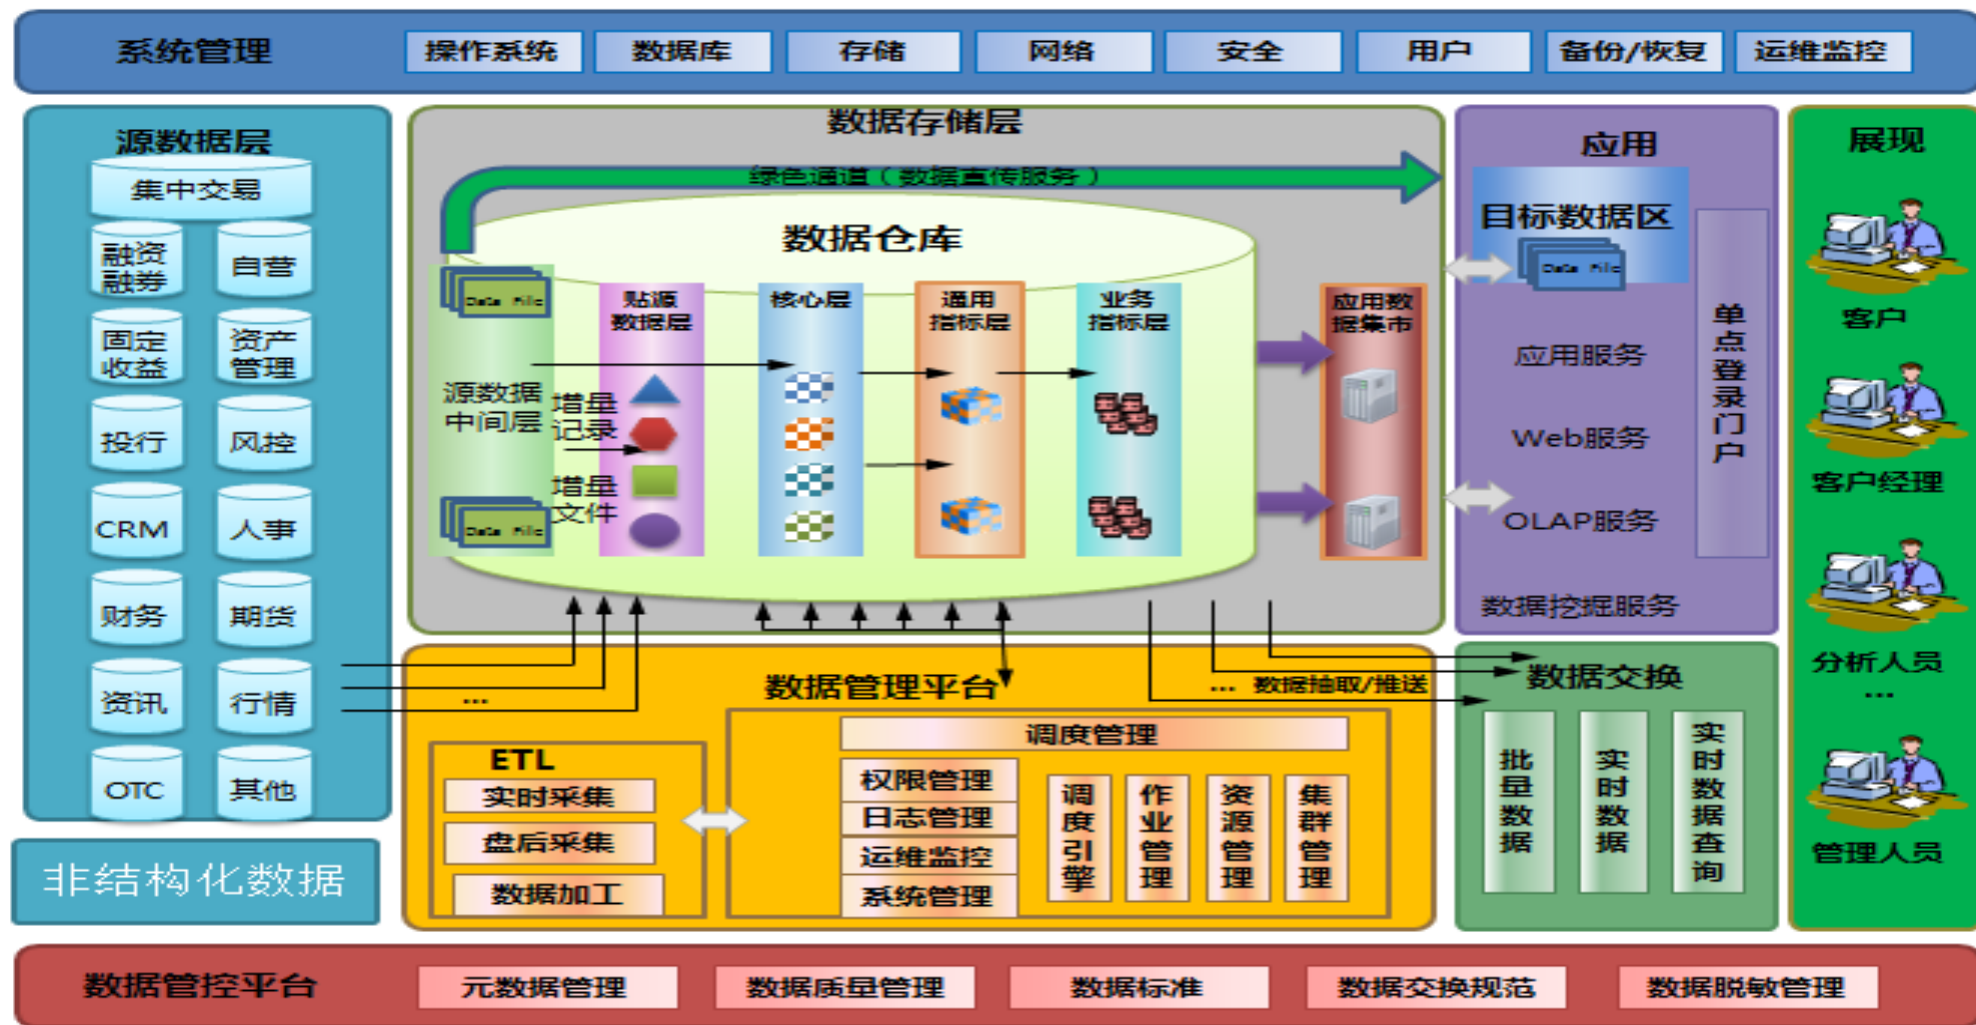 系统管理
操作系统
数据库
存储
网络
安全
用户
备份/恢复
运维监控
源数据层
集中交易
融资
融券
自营
固定
收益
资产
管理
投行
风控
CRM
人事
财务
期货
资讯
行情
OTC
其他
非结构化数据
数据存储层
绿色通道（数据直传服务）
数据仓库
Data File
源数据
中间层
Data File
增量
记录
增量
文件
贴源
数据层
核心层
通用
指标层
业务
指标层
应用数
据集市
应用
目标数据区
Data File
应用服务
Web服务
OLAP服务
数据挖掘服务
单点登录门户
展现
客户
客户经理
分析人员
...
管理人员
...
数据管理平台
... 数据抽取/推送
ETL
实时采集
盘后采集
数据加工
调度管理
权限管理
日志管理
运维监控
系统管理
调度引擎
作业管理
资源管理
集群管理
数据交换
批量数据
实时数据
实时数据查询
数据管控平台
元数据管理
数据质量管理
数据标准
数据交换规范
数据脱敏管理